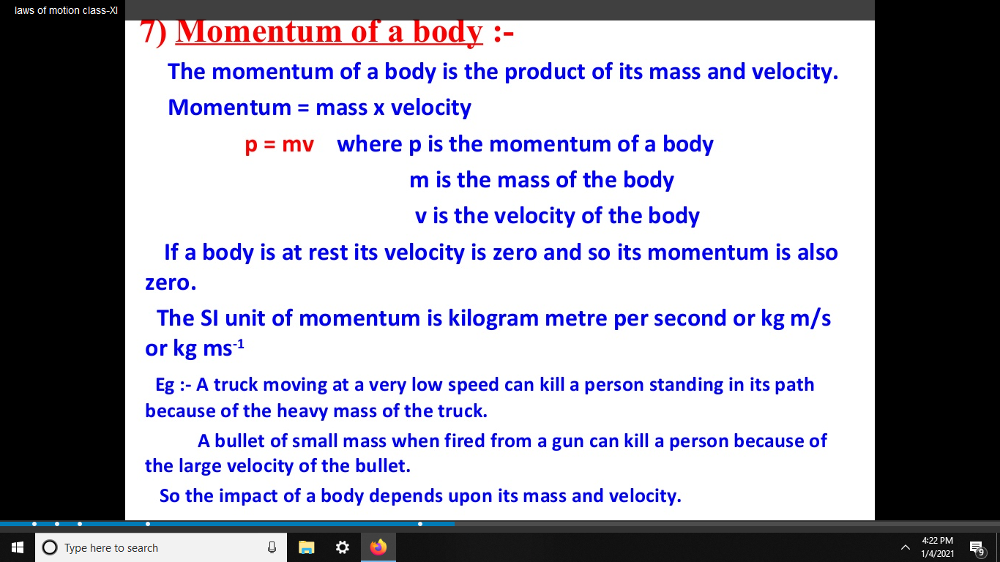 laws of motion class-XI
7) Momentum of a body :-
The momentum of a body is the product of its mass and velocity.
Momentum = mass x velocity
p = mv where p is the momentum of a body
m is the mass of the body
v is the velocity of the body
If a body is at rest its velocity is zero and so its momentum is also
zero.
The SI unit of momentum is kilogram metre per second or kg m/s
or kg ms⁻¹
Eg :- A truck moving at a very low speed can kill a person standing in its path
because of the heavy mass of the truck.
A bullet of small mass when fired from a gun can kill a person because of
the large velocity of the bullet.
So the impact of a body depends upon its mass and velocity.
Type here to search
4:22 PM
1/4/2021
9